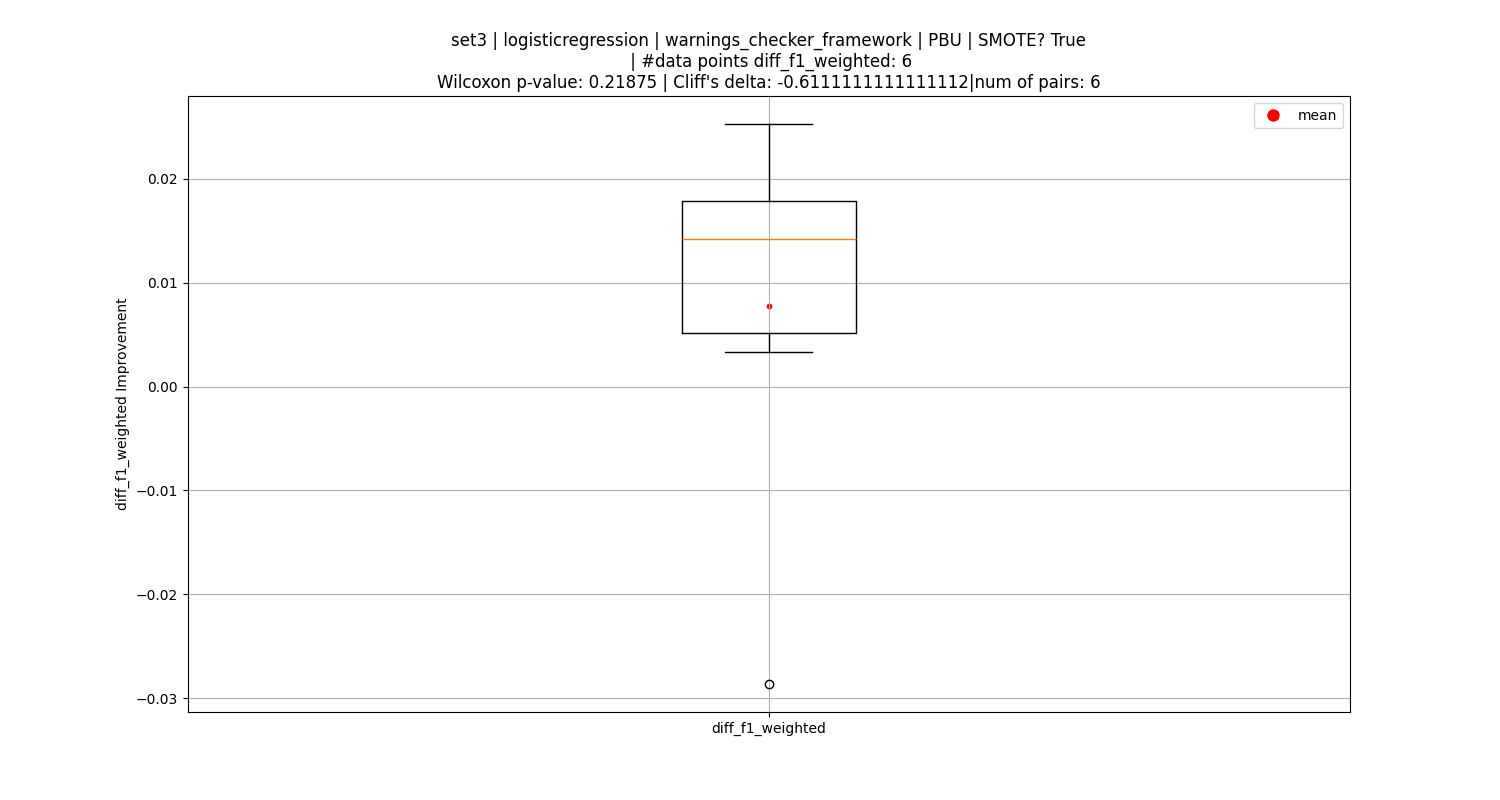 set3 | logisticregression | warnings_checker_framework | PBU | SMOTE? True
| #data points diff_f1_weighted: 6
Wilcoxon p-value: 0.21875 | Cliff's delta: -0.6111111111111112|num of pairs: 6
mean
0.02
0.01
0.00
−0.01
−0.02
−0.03
diff_f1_weighted Improvement
diff_f1_weighted